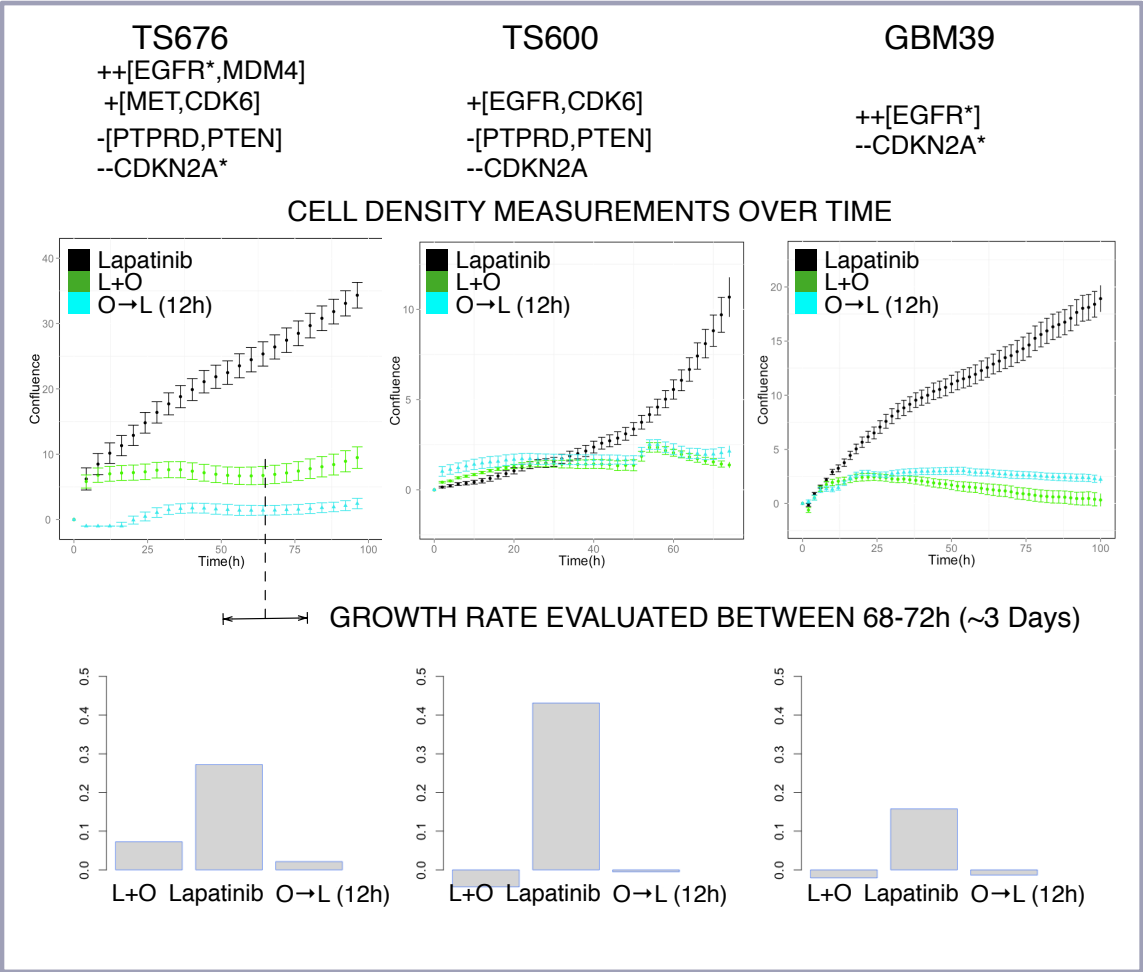 TS676
++[EGFR*,MDM4]
+[MET,CDK6]
-[PTPRD,PTEN]
--CDKN2A*
TS600
+[EGFR,CDK6]
-[PTPRD,PTEN]
--CDKN2A
GBM39
++[EGFR*]
--CDKN2A*
CELL DENSITY MEASUREMENTS OVER TIME
Lapatinib
L+O
O→L (12h)
Confluence
40
30
20
10
0
0
25
50
75
100
Time(h)
Lapatinib
L+O
O→L (12h)
Confluence
10
5
0
0
20
40
60
Time(h)
Lapatinib
L+O
O→L (12h)
Confluence
20
15
10
5
0
0
25
50
75
100
Time(h)
GROWTH RATE EVALUATED BETWEEN 68-72h (~3 Days)
0.5
0.4
0.3
0.2
0.1
0.0
L+O Lapatinib O→L (12h)
0.5
0.4
0.3
0.2
0.1
0.0
L+O Lapatinib O→L (12h)
0.5
0.4
0.3
0.2
0.1
0.0
L+O Lapatinib O→L (12h)